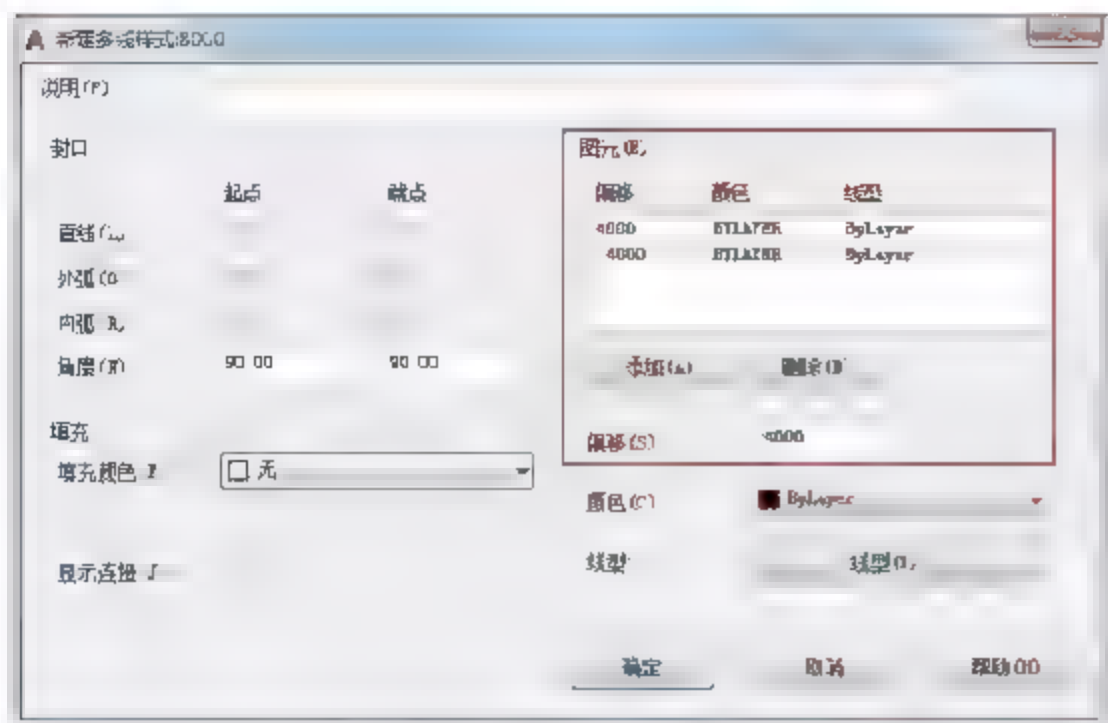 新建多线样式:8000
说明(P)
封口
起点 端点
直线(L)
外弧(O
内弧 R
角度(N) 90 00 90 00
填充
填充颜色 F 无
显示连接 J
图元(E)
偏移 颜色 线型
4000 BYLAYER ByLayer
4000 BYLAYER ByLayer
添加(A) 删除(D)
偏移(S) 4000
颜色(C) ByLayer
线型 线型
确定 取消 帮助(H)